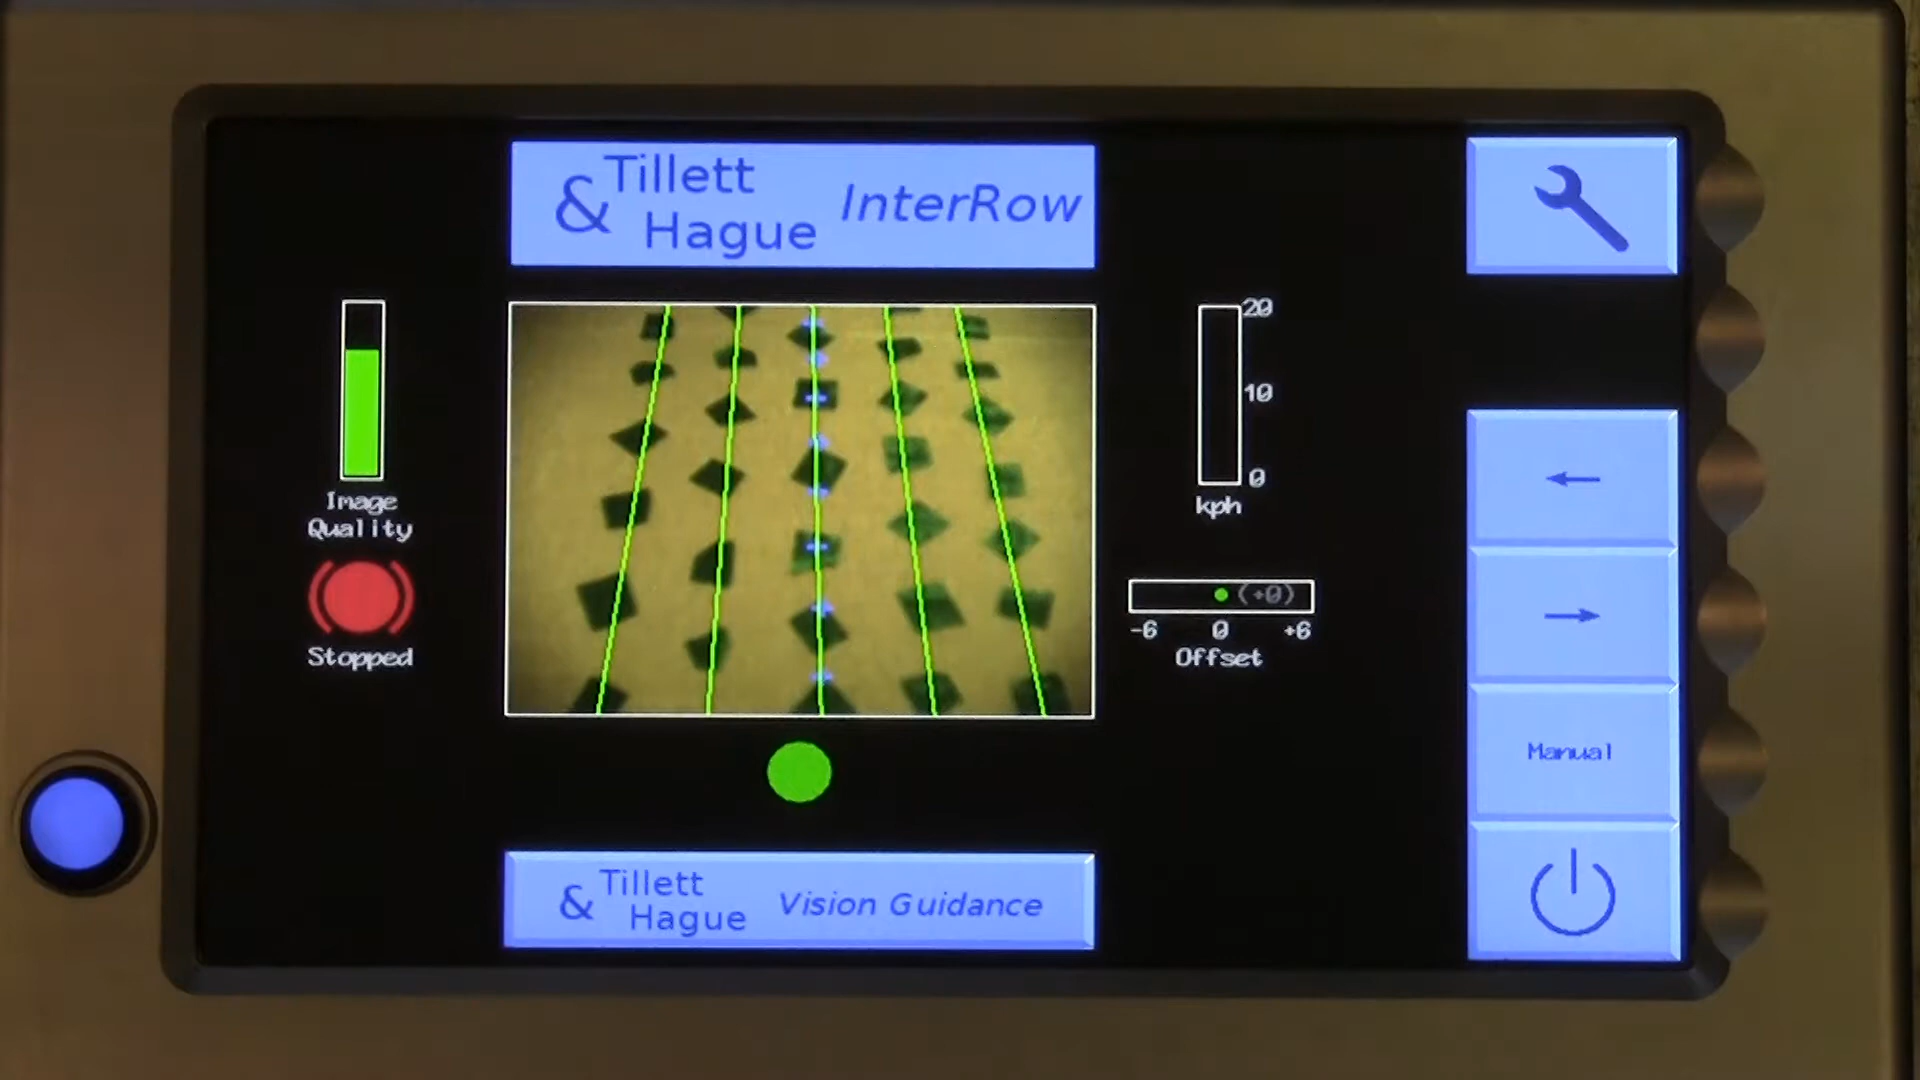 & Tillett
Hague
InterRow
Image
Quality
Stopped
20
10
0
kph
(+0)
-6 0 +6
Offset
Manual
& Tillett
Hague
Vision Guidance